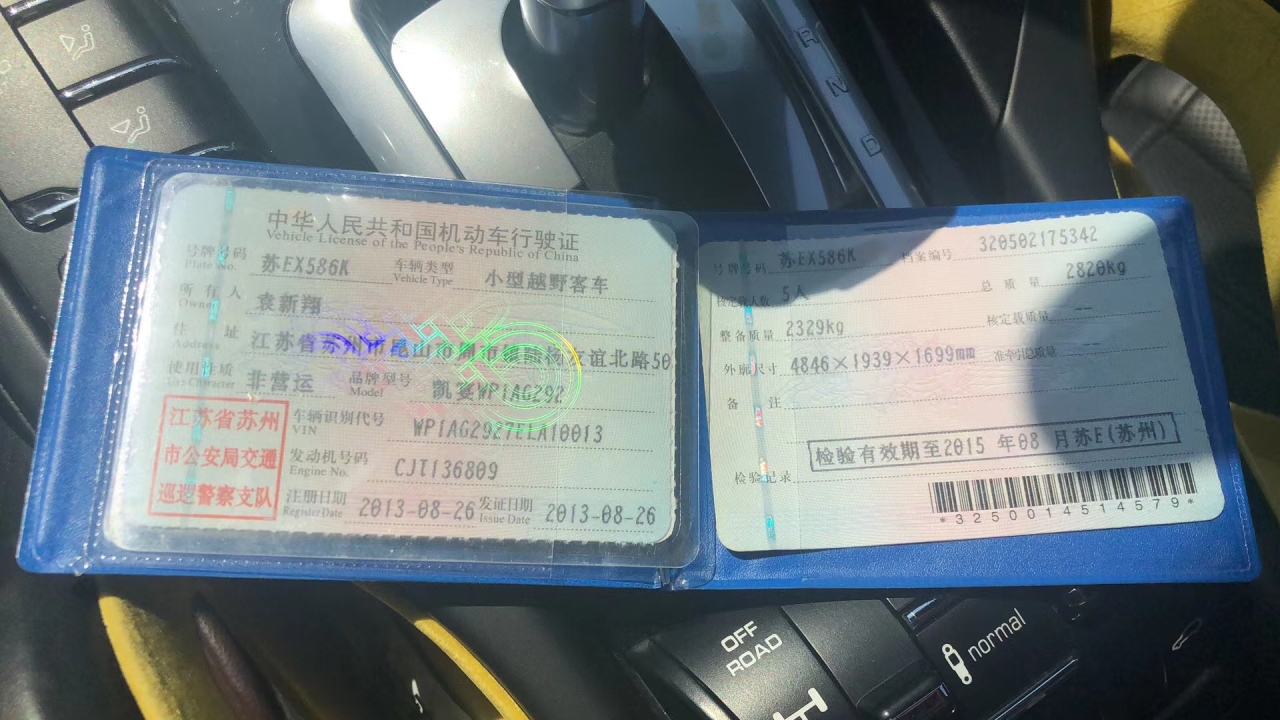 R
N
D
中华人民共和国机动车行驶证
Vehicle License of the People's Republic of China
号牌号码 苏EX586K 车辆类型 小型越野客车
Plate No. Vehicle Type
所有人 袁新翔
Owner
住址 江苏省苏州市昆山市周市镇陆杨友谊北路50
Address
使用性质 非营运 品牌型号 凯宴WP1AG292
Use Character Model
江苏省苏州
市公安局交通
巡逻警察支队
车辆识别代号 WP1AG2927ELA10013
VIN
发动机号码 CJT136809
Engine No.
注册日期 2013-08-26 发证日期 2013-08-26
Register Date Issue Date
号牌号码 苏EX586K 档案编号 320502175342
核定载人数 5人 总质量 2820kg
整备质量 2329kg 核定载质量 --
外廓尺寸 4846×1939×1699mm 准牵引总质量 --
备注
检验有效期至2015 年08 月苏E(苏州)
检验记录
*3250014514579*
OFF
ROAD
normal